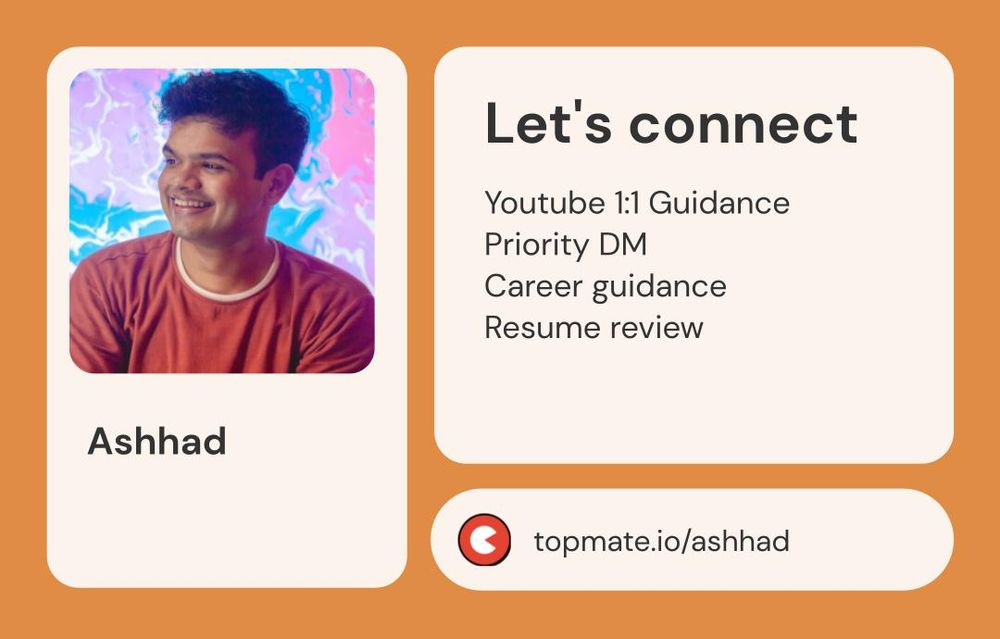 Ashhad
Let's connect
Youtube 1:1 Guidance
Priority DM
Career guidance
Resume review
topmate.io/ashhad